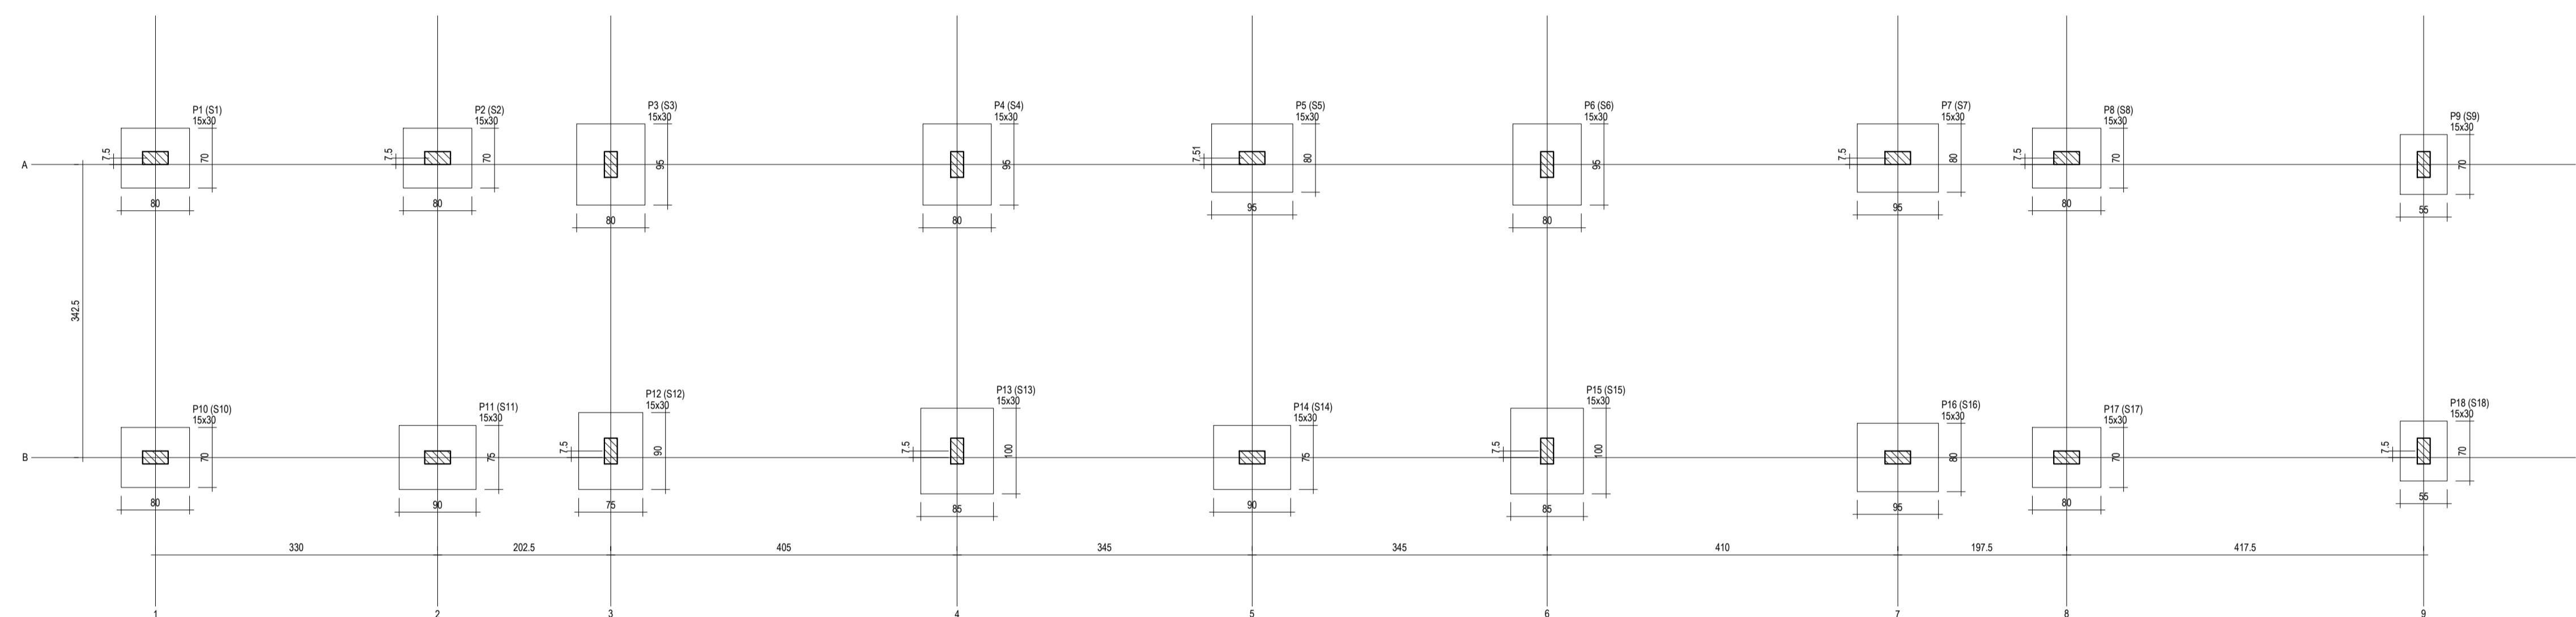 P1 (S1)
15x30
7.5
70
80
P2 (S2)
15x30
7.5
70
80
P3 (S3)
15x30
95
80
P4 (S4)
15x30
95
80
P5 (S5)
15x30
7.51
80
95
P6 (S6)
15x30
95
80
P7 (S7)
15x30
7.5
80
95
P8 (S8)
15x30
7.5
70
80
P9 (S9)
15x30
70
55
A
342.5
P10 (S10)
15x30
70
80
P11 (S11)
15x30
75
90
P12 (S12)
15x30
7.5
90
75
P13 (S13)
15x30
7.5
100
85
P14 (S14)
15x30
75
90
P15 (S15)
15x30
7.5
100
85
P16 (S16)
15x30
80
95
P17 (S17)
15x30
70
80
P18 (S18)
15x30
7.5
70
55
B
330
202.5
405
345
345
410
197.5
417.5
1
2
3
4
5
6
7
8
9